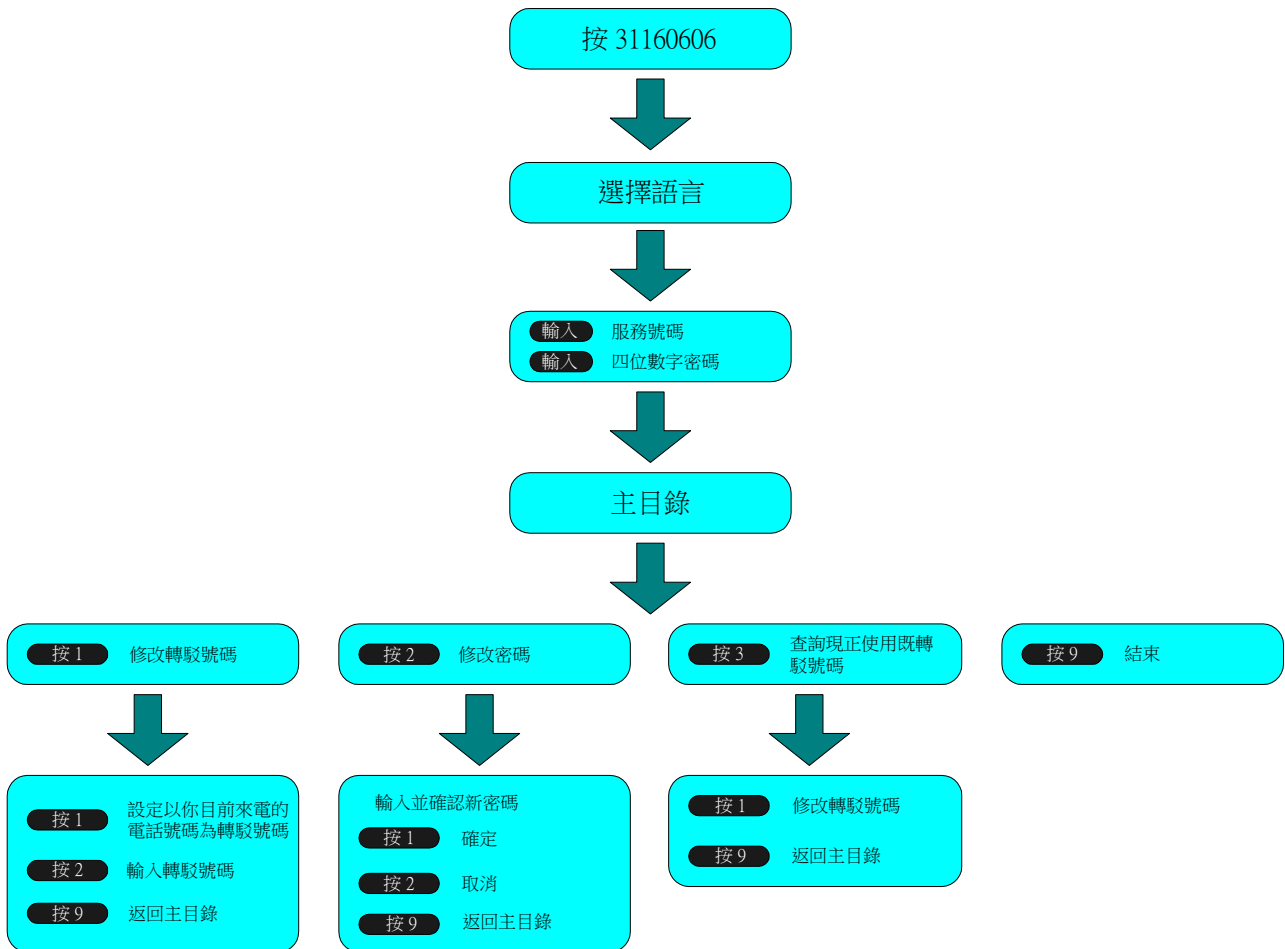 按 31160606
選擇語言
輸入 服務號碼
輸入 四位數字密碼
主目錄
按 1 修改轉駁號碼
按 2 修改密碼
按 3 查詢現正使用既轉
駁號碼
按 9 結束
按 1 設定以你目前來電的
電話號碼為轉駁號碼
按 2 輸入轉駁號碼
按 9 返回主目錄
輸入並確認新密碼
按 1 確定
按 2 取消
按 9 返回主目錄
按 1 修改轉駁號碼
按 9 返回主目錄